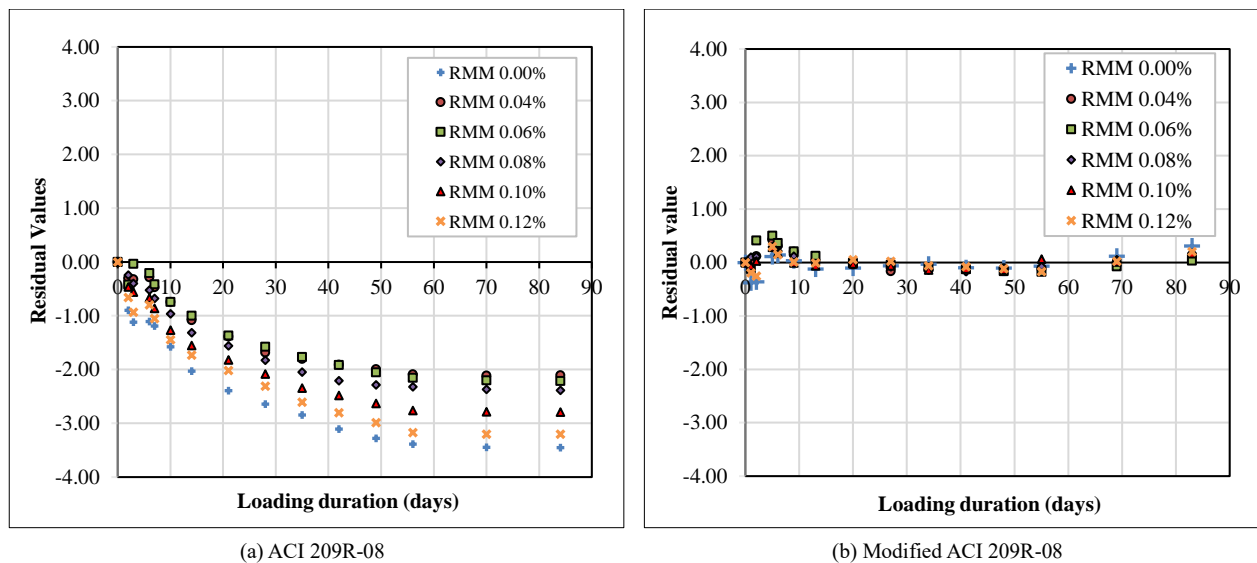 4.00
3.00
2.00
1.00
0.00
-1.00
-2.00
-3.00
-4.00
0 10 20 30 40 50 60 70 80 90
Residual Values
Loading duration (days)
RMM 0.00%
RMM 0.04%
RMM 0.06%
RMM 0.08%
RMM 0.10%
RMM 0.12%
(a) ACI 209R-08
4.00
3.00
2.00
1.00
0.00
-1.00
-2.00
-3.00
-4.00
0 10 20 30 40 50 60 70 80 90
Residual value
Loading duration (days)
RMM 0.00%
RMM 0.04%
RMM 0.06%
RMM 0.08%
RMM 0.10%
RMM 0.12%
(b) Modified ACI 209R-08